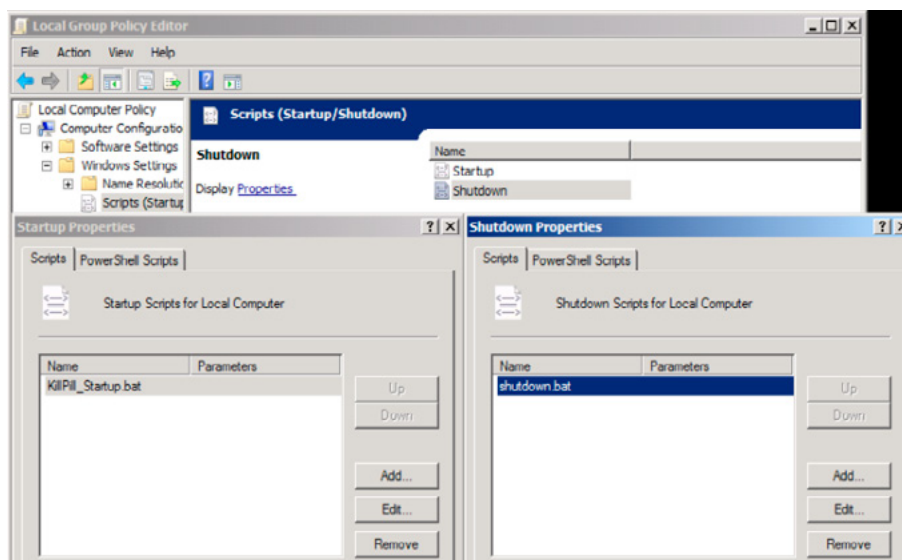 Local Group Policy Editor
File Action View Help
Local Computer Policy
Computer Configuratio
Software Settings
Windows Settings
Name Resolutic
Scripts (Startup
Scripts (Startup/Shutdown)
Shutdown
Display Properties
Name
Startup
Shutdown
Startup Properties
Scripts PowerShell Scripts
Startup Scripts for Local Computer
Name Parameters
KillPill_Startup.bat
Up
Down
Add...
Edit...
Remove
Shutdown Properties
Scripts PowerShell Scripts
Shutdown Scripts for Local Computer
Name Parameters
shutdown.bat
Up
Down
Add...
Edit...
Remove